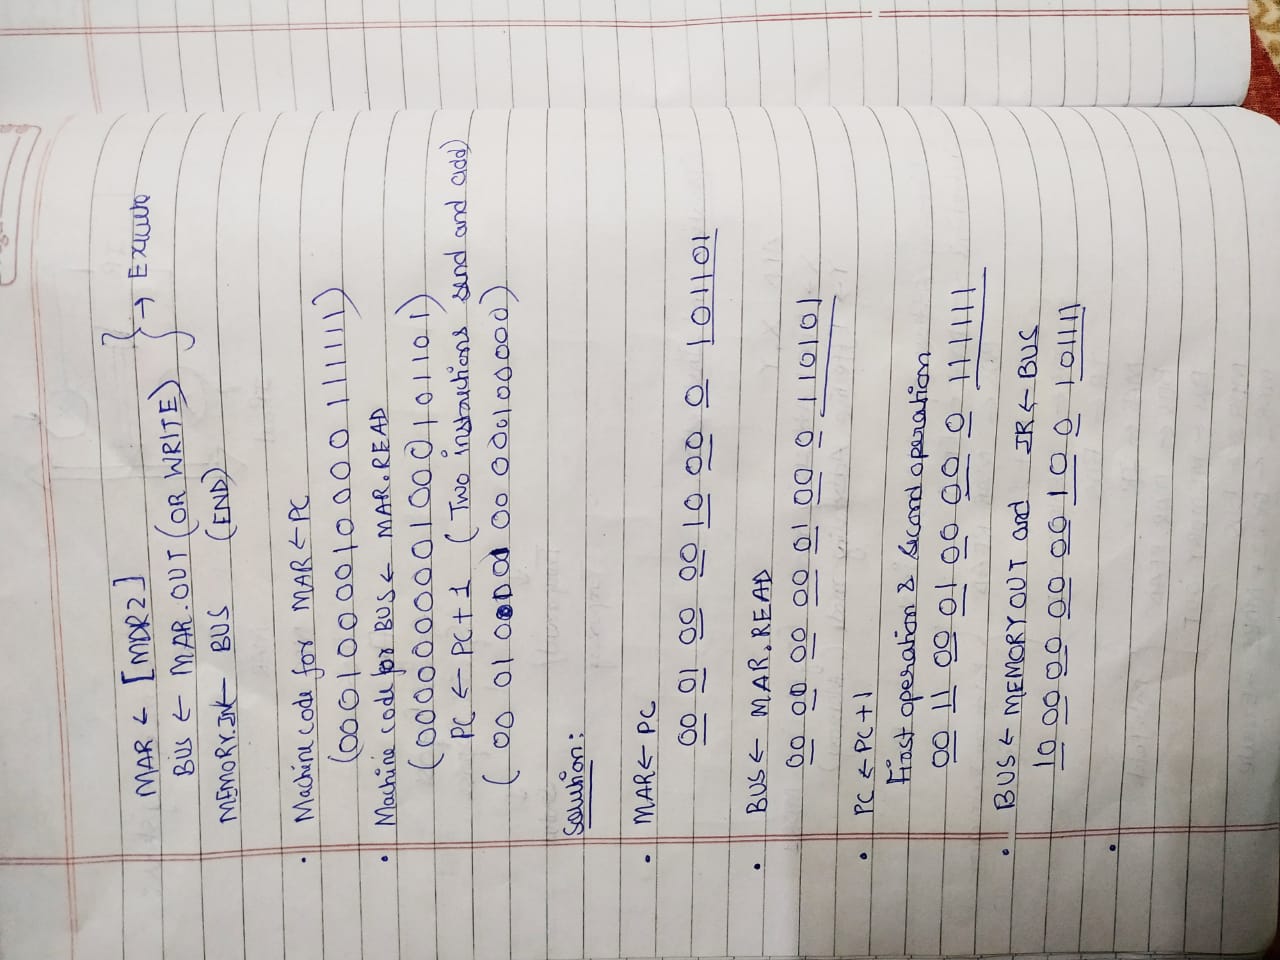 MAR ← [MDR2]
BUS ← MAR.OUT (OR WRITE) } → Execute
MEMORY.IN ← BUS (END)
• Machine code for MAR ← PC
(0001000001000011111)
• Machine code for BUS ← MAR.READ
(0000000001000101101)
PC ← PC + 1 (Two instructions send and add)
(00 01 00 00 00 0001000000)
Solution:
• MAR ← PC
00 01 00 00 10 00 0 101101
• BUS ← MAR.READ
00 00 00 00 01 00 0 110101
• PC ← PC + 1
First operation & Second operation
00 11 00 01 00 00 0 111111
• BUS ← MEMORY OUT and IR ← BUS
10 00 00 00 00 10 0 10111
•